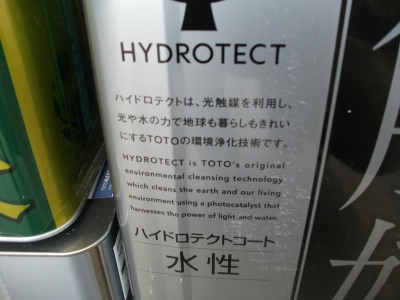 HYDROTECT
ハイドロテクトは、光触媒を利用し、
光や水の力で地球も暮らしもきれい
にするTOTOの環境浄化技術です。
HYDROTECT is TOTO's original
environmental cleansing technology
which cleans the earth and our living
environment using a photocatalyst that
harnesses the power of light and water.
ハイドロテクトコート
水性